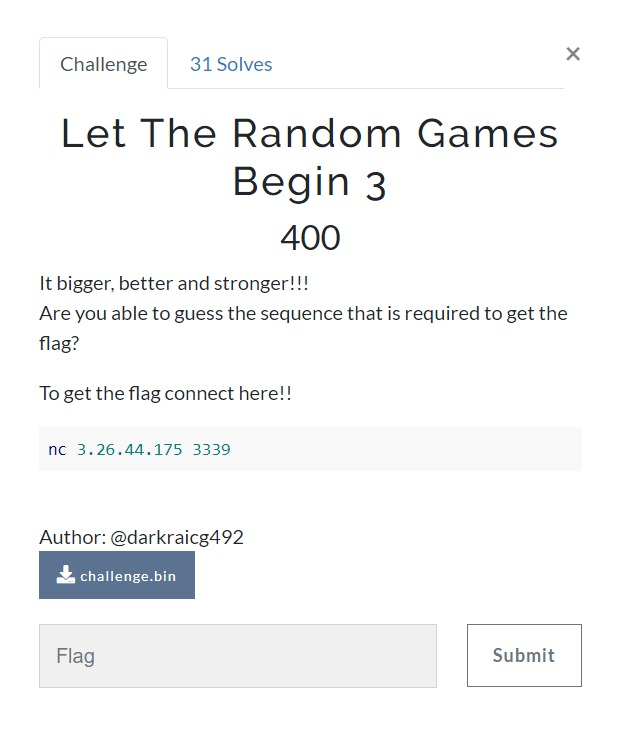 Challenge
31 Solves
×
Let The Random Games
Begin 3
400
It bigger, better and stronger!!!
Are you able to guess the sequence that is required to get the
flag?
To get the flag connect here!!
nc 3.26.44.175 3339
Author: @darkraicg492
challenge.bin
Flag
Submit